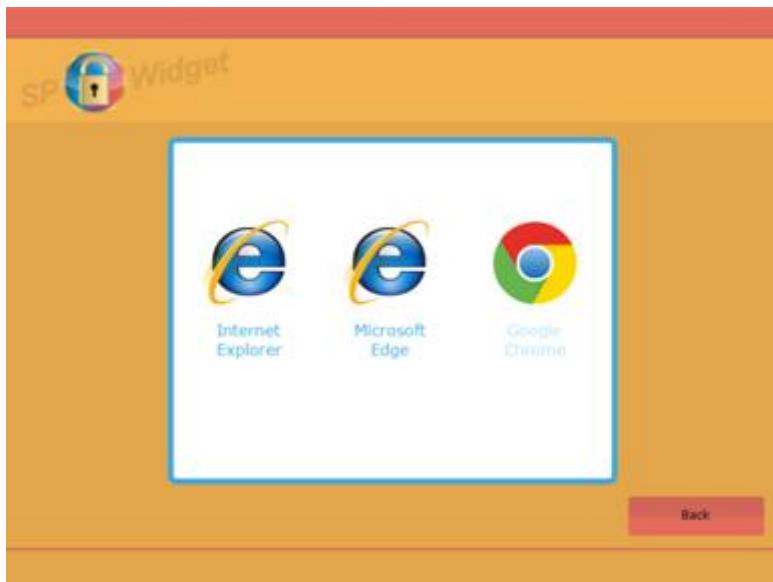 SP Widget
Internet
Explorer
Microsoft
Edge
Google
Chrome
Back